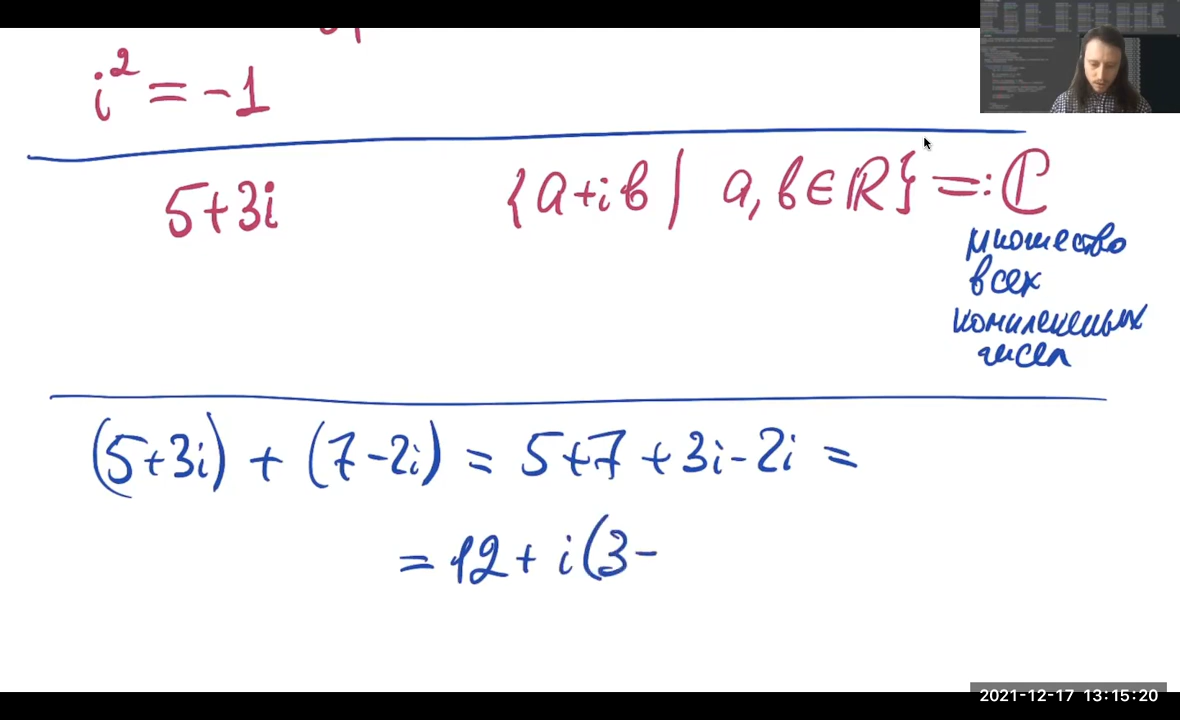 i² = -1
5+3i {a+ib | a, b∈ℝ} =: ℂ
множество
всех
комплексных
чисел
(5+3i) + (7-2i) = 5+7 + 3i-2i =
= 12 + i(3-
2021-12-17 13:15:20